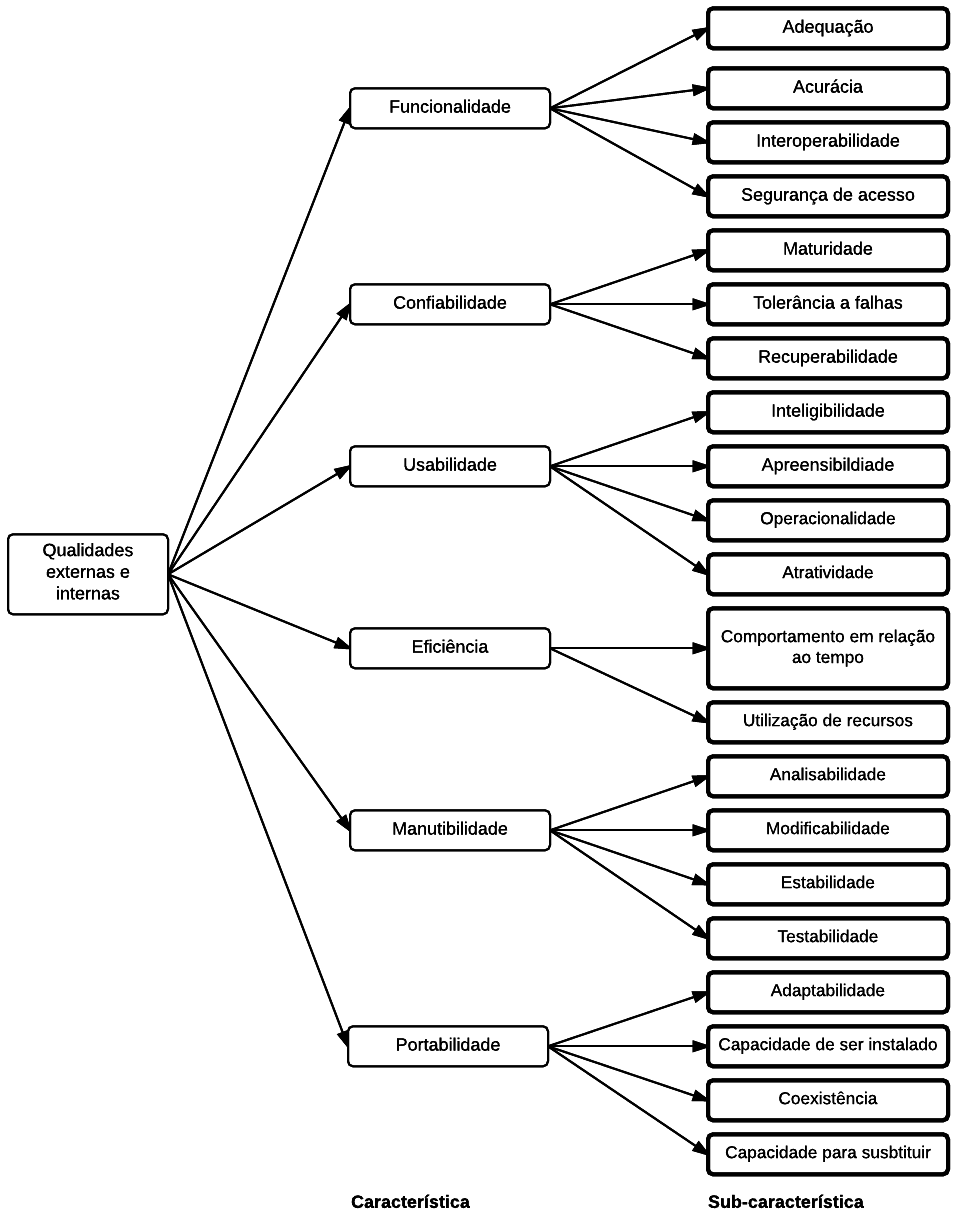 Qualidades
externas e
internas
Funcionalidade
Adequação
Acurácia
Interoperabilidade
Segurança de acesso
Confiabilidade
Maturidade
Tolerância a falhas
Recuperabilidade
Usabilidade
Inteligibilidade
Apreensibildiade
Operacionalidade
Atratividade
Eficiência
Comportamento em relação
ao tempo
Utilização de recursos
Manutibilidade
Analisabilidade
Modificabilidade
Estabilidade
Testabilidade
Portabilidade
Adaptabilidade
Capacidade de ser instalado
Coexistência
Capacidade para susbtituir
Característica
Sub-característica